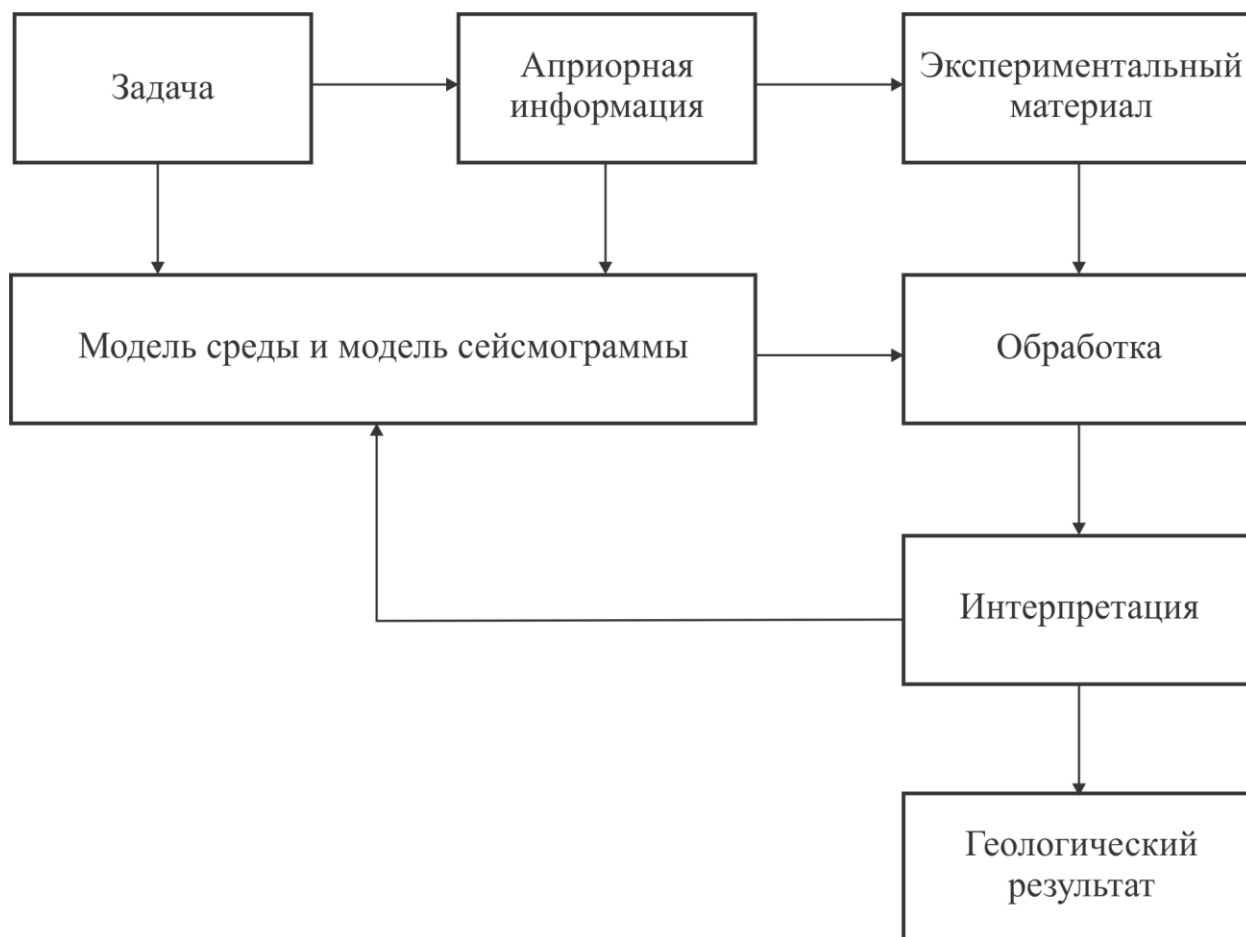 Задача
Априорная
информация
Экспериментальный
материал
Модель среды и модель сейсмограммы
Обработка
Интерпретация
Геологический
результат